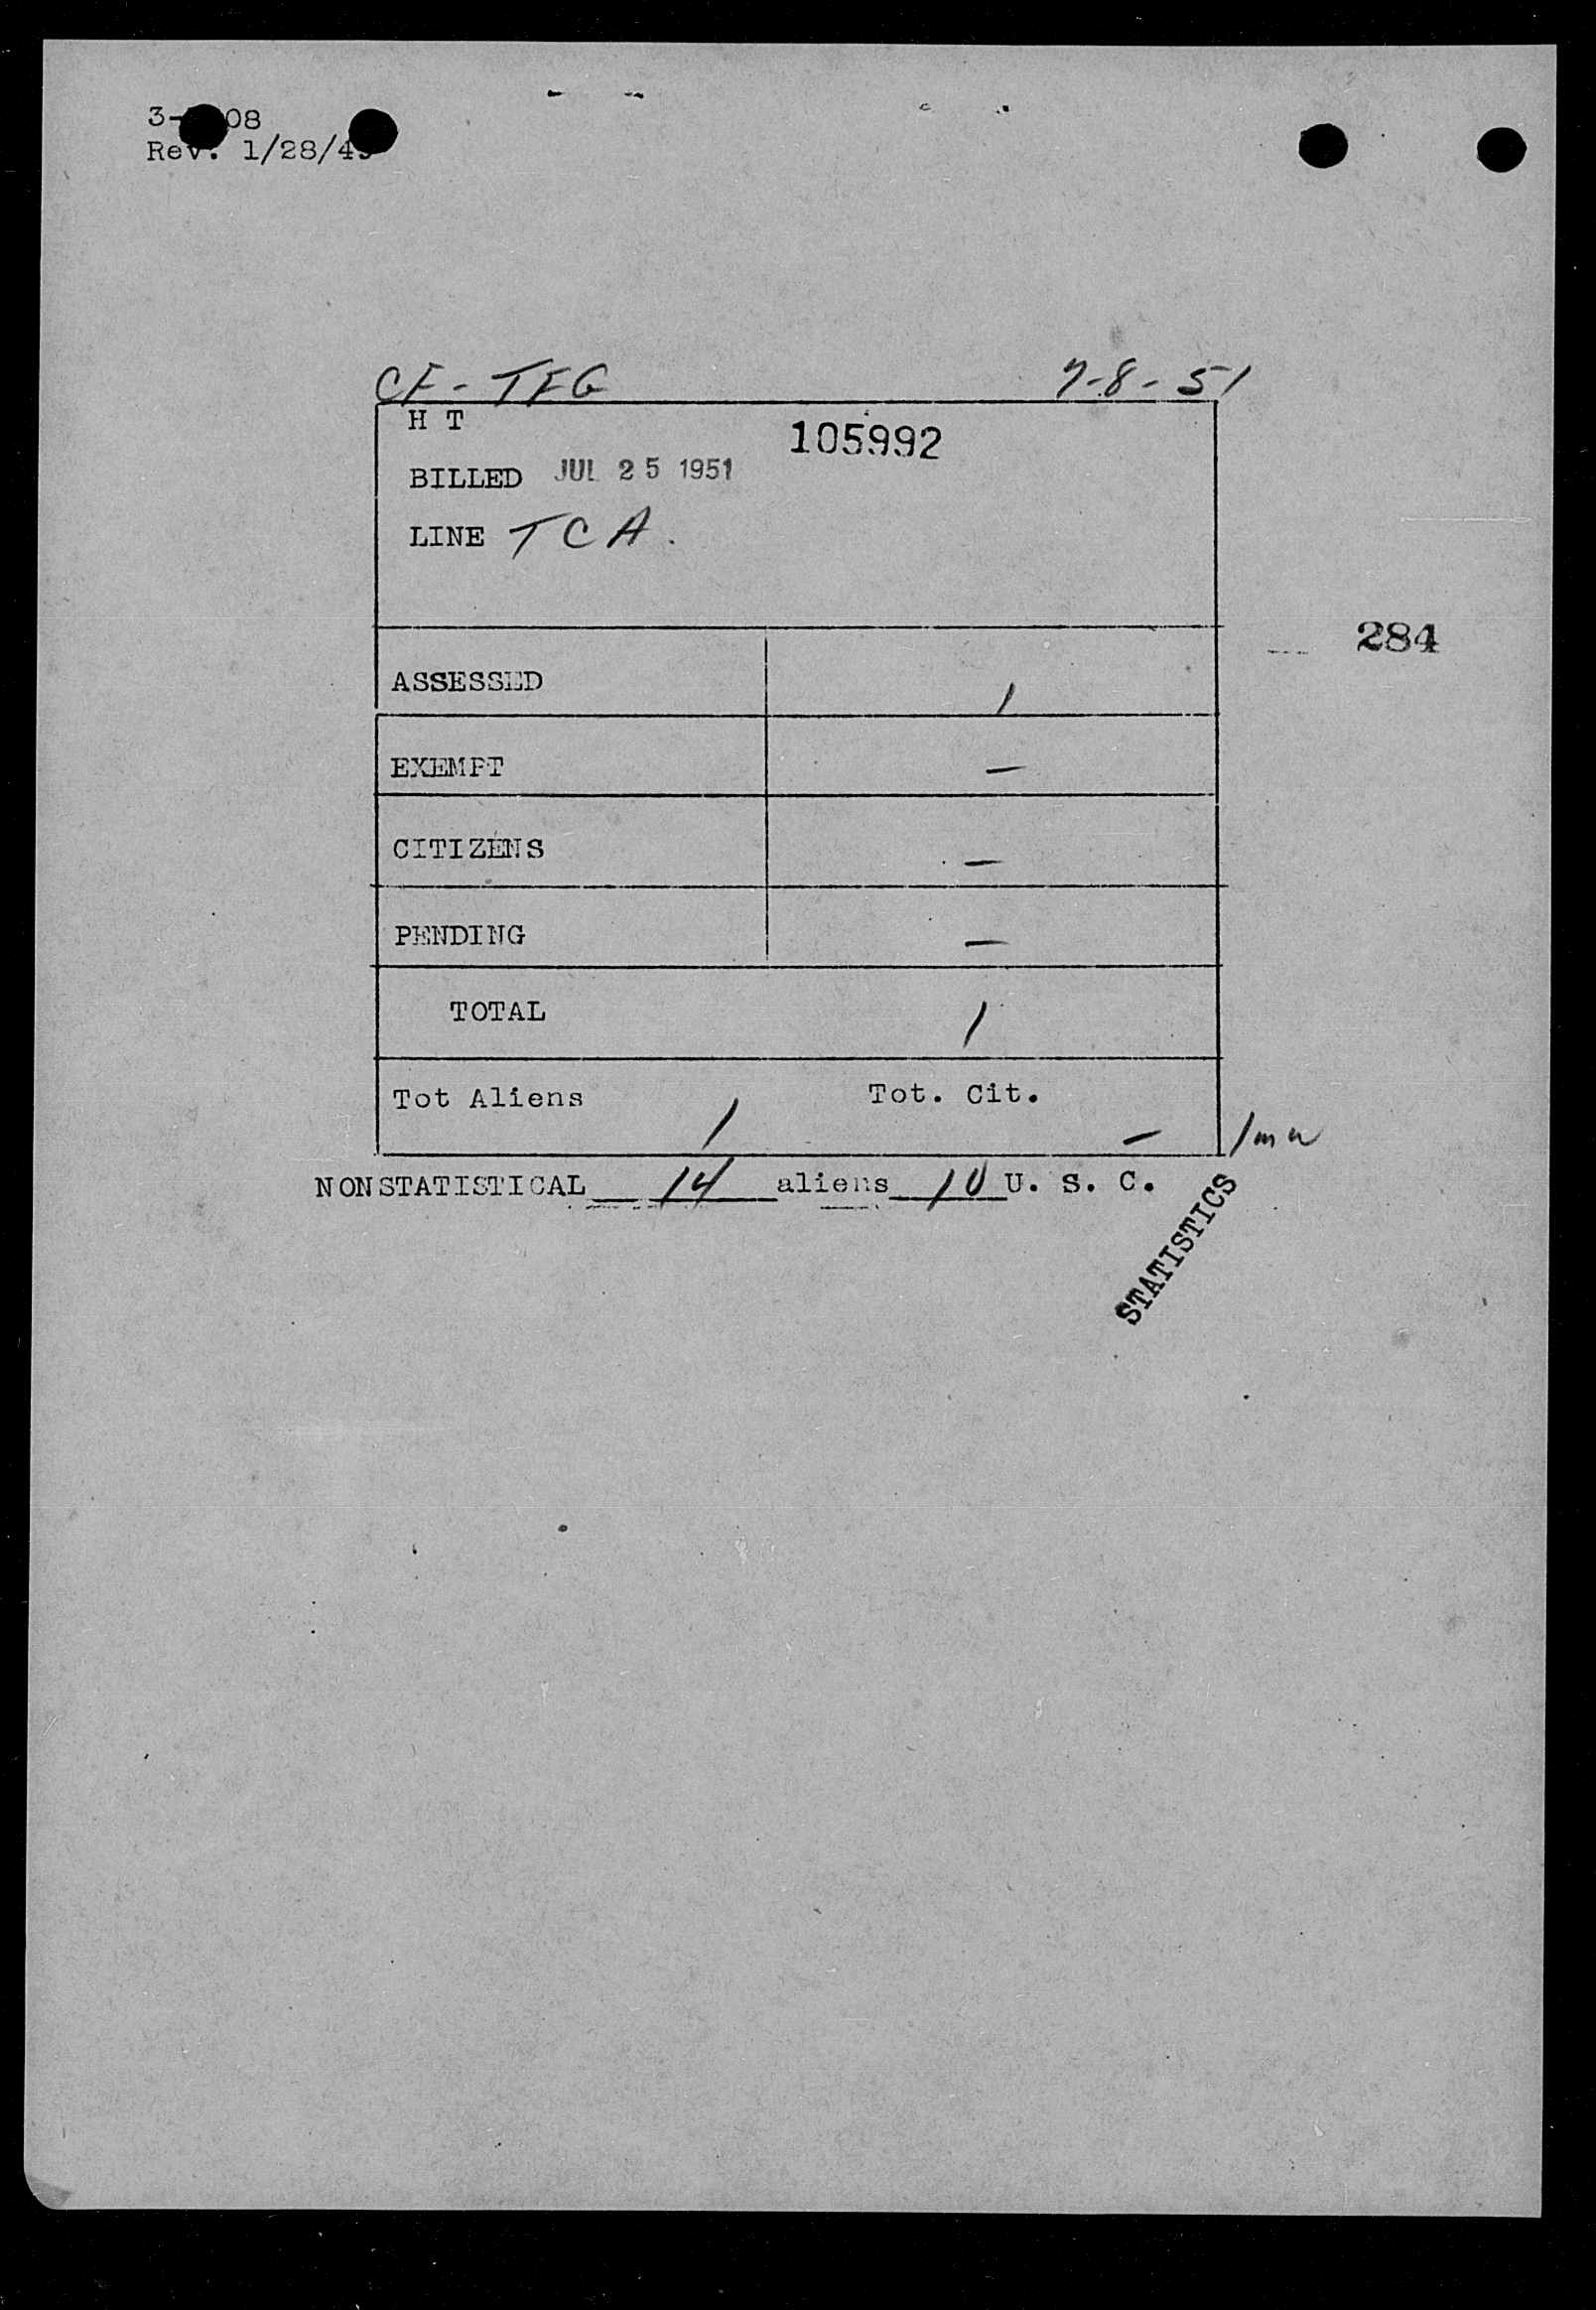 3- 08
Rev. 1/28/49
CF - TFG 7-8-51
H T
105992
BILLED JUL 25 1951
LINE TCA.
284
ASSESSED 1
EXEMPT —
CITIZENS —
PENDING —
TOTAL 1
Tot Aliens 1 Tot. Cit. —
NONSTATISTICAL 14 aliens 10 U. S. C.
STATISTICS